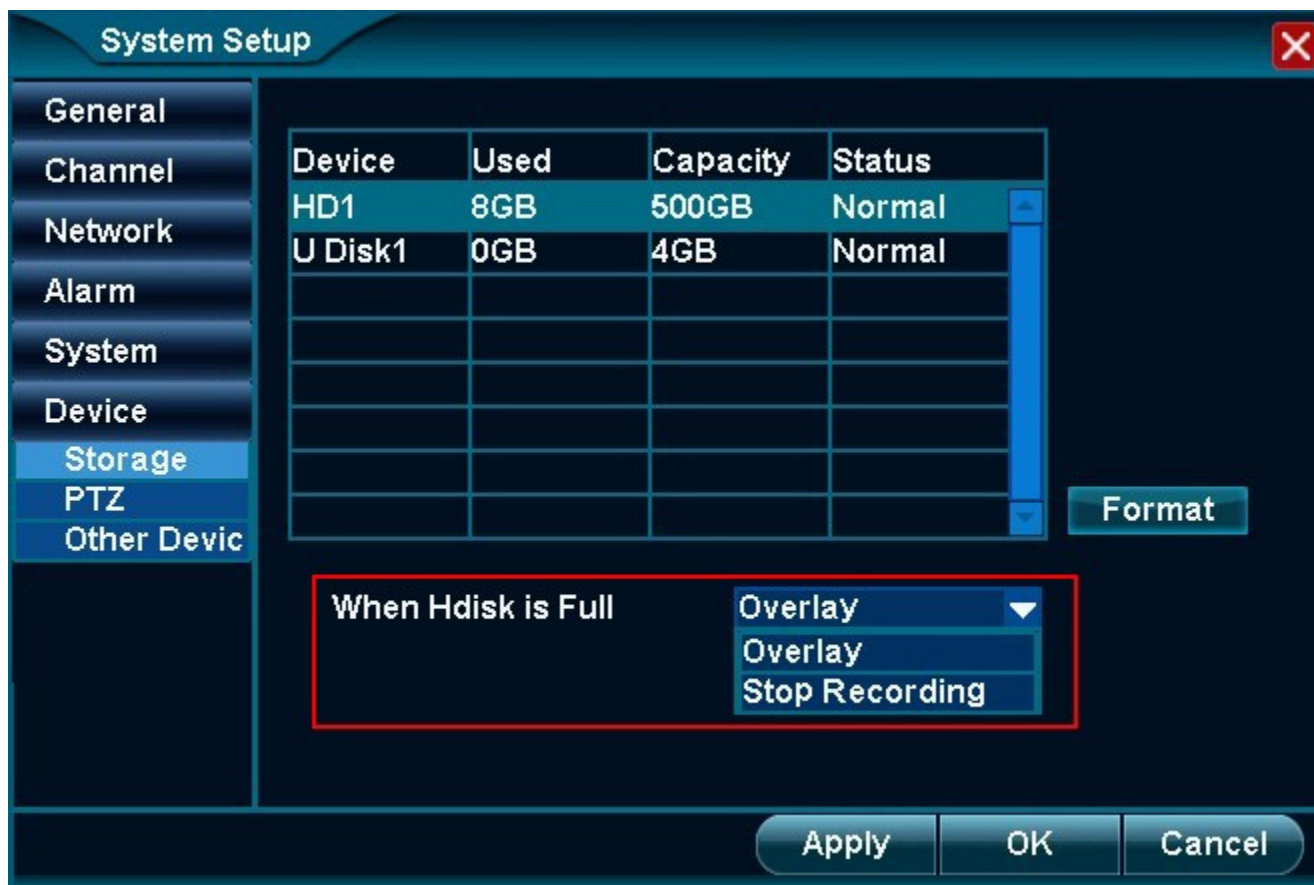 System Setup
General
Channel
Network
Alarm
System
Device
Storage
PTZ
Other Devic
Device Used Capacity Status
HD1 8GB 500GB Normal
U Disk1 0GB 4GB Normal
Format
When Hdisk is Full Overlay
Overlay
Stop Recording
Apply OK Cancel